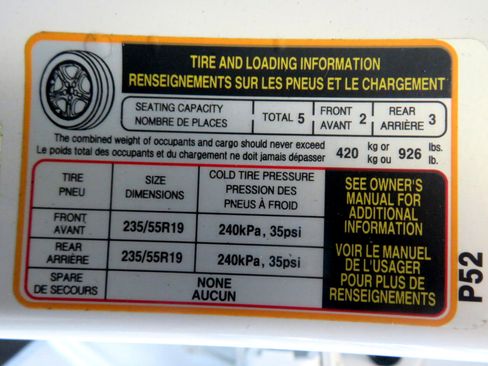 TIRE AND LOADING INFORMATION
RENSEIGNEMENTS SUR LES PNEUS ET LE CHARGEMENT
SEATING CAPACITY
NOMBRE DE PLACES
TOTAL 5
FRONT
AVANT 2
REAR
ARRIÈRE 3
The combined weight of occupants and cargo should never exceed
Le poids total des occupants et du chargement ne doit jamais dépasser
420 kg or
kg ou 926 lbs.
lb.
TIRE
PNEU
SIZE
DIMENSIONS
COLD TIRE PRESSURE
PRESSION DES
PNEUS À FROID
FRONT
AVANT
235/55R19
240kPa, 35psi
REAR
ARRIÈRE
235/55R19
240kPa, 35psi
SPARE
DE SECOURS
NONE
AUCUN
SEE OWNER'S
MANUAL FOR
ADDITIONAL
INFORMATION
VOIR LE MANUEL
DE L'USAGER
POUR PLUS DE
RENSEIGNEMENTS
P52